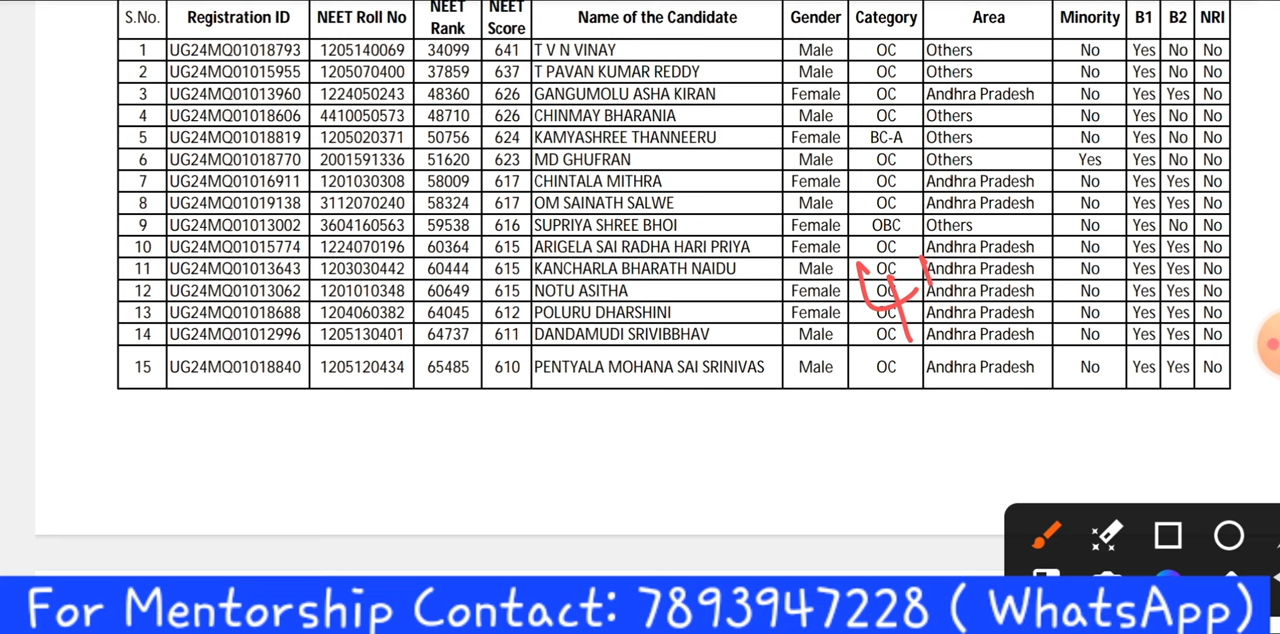 S.No. Registration ID NEET Roll No NEET Rank NEET Score Name of the Candidate Gender Category Area Minority B1 B2 NRI
1 UG24MQ01018793 1205140069 34099 641 T V N VINAY Male OC Others No Yes No No
2 UG24MQ01015955 1205070400 37859 637 T PAVAN KUMAR REDDY Male OC Others No Yes No No
3 UG24MQ01013960 1224050243 48360 626 GANGUMOLU ASHA KIRAN Female OC Andhra Pradesh No Yes Yes No
4 UG24MQ01018606 4410050573 48710 626 CHINMAY BHARANIA Male OC Others No Yes No No
5 UG24MQ01018819 1205020371 50756 624 KAMYASHREE THANNEERU Female BC-A Others No Yes No No
6 UG24MQ01018770 2001591336 51620 623 MD GHUFRAN Male OC Others Yes Yes No No
7 UG24MQ01016911 1201030308 58009 617 CHINTALA MITHRA Female OC Andhra Pradesh No Yes Yes No
8 UG24MQ01019138 3112070240 58324 617 OM SAINATH SALWE Male OC Andhra Pradesh No Yes Yes No
9 UG24MQ01013002 3604160563 59538 616 SUPRIYA SHREE BHOI Female OBC Others No Yes No No
10 UG24MQ01015774 1224070196 60364 615 ARIGELA SAI RADHA HARI PRIYA Female OC Andhra Pradesh No Yes Yes No
11 UG24MQ01013643 1203030442 60444 615 KANCHARLA BHARATH NAIDU Male OC Andhra Pradesh No Yes Yes No
12 UG24MQ01013062 1201010348 60649 615 NOTU ASITHA Female OC Andhra Pradesh No Yes Yes No
13 UG24MQ01018688 1204060382 64045 612 POLURU DHARSHINI Female OC Andhra Pradesh No Yes Yes No
14 UG24MQ01012996 1205130401 64737 611 DANDAMUDI SRIVIBBHAV Male OC Andhra Pradesh No Yes Yes No
15 UG24MQ01018840 1205120434 65485 610 PENTYALA MOHANA SAI SRINIVAS Male OC Andhra Pradesh No Yes Yes No
For Mentorship Contact: 7893947228 ( WhatsApp)